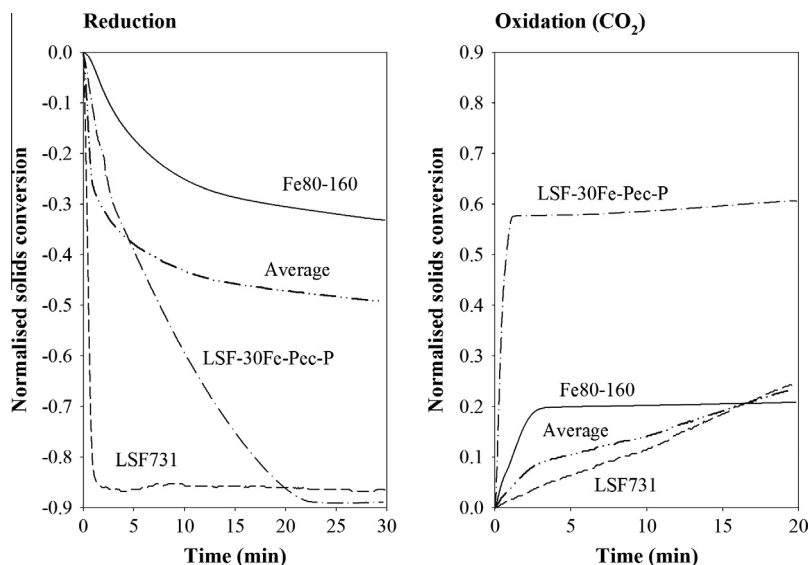 Reduction
Normalised solids conversion
0.0
-0.1
-0.2
-0.3
-0.4
-0.5
-0.6
-0.7
-0.8
-0.9
Fe80-160
Average
LSF-30Fe-Pec-P
LSF731
0 5 10 15 20 25 30
Time (min)
Oxidation (CO₂)
Normalised solids conversion
0.9
0.8
0.7
0.6
0.5
0.4
0.3
0.2
0.1
0.0
LSF-30Fe-Pec-P
Fe80-160
Average
LSF731
0 5 10 15 20
Time (min)